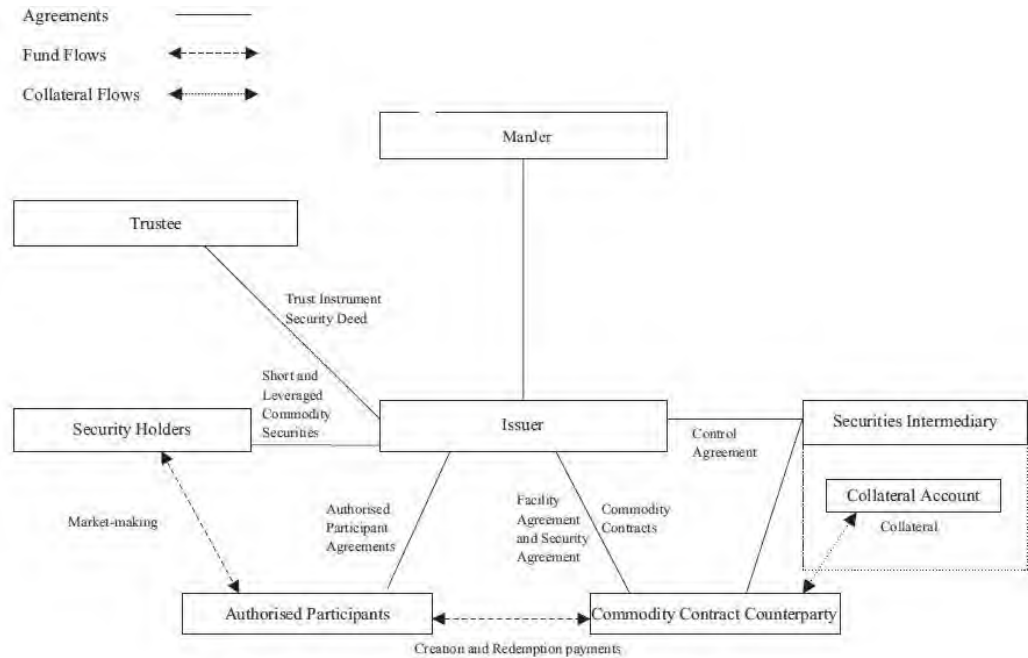 Agreements
Fund Flows
Collateral Flows
ManJer
Trustee
Trust Instrument
Security Deed
Short and
Leveraged
Commodity
Securities
Security Holders
Issuer
Control
Agreement
Securities Intermediary
Collateral Account
Collateral
Market-making
Authorised
Participant
Agreements
Facility
Agreement
and Security
Agreement
Commodity
Contracts
Authorised Participants
Commodity Contract Counterparty
Creation and Redemption payments